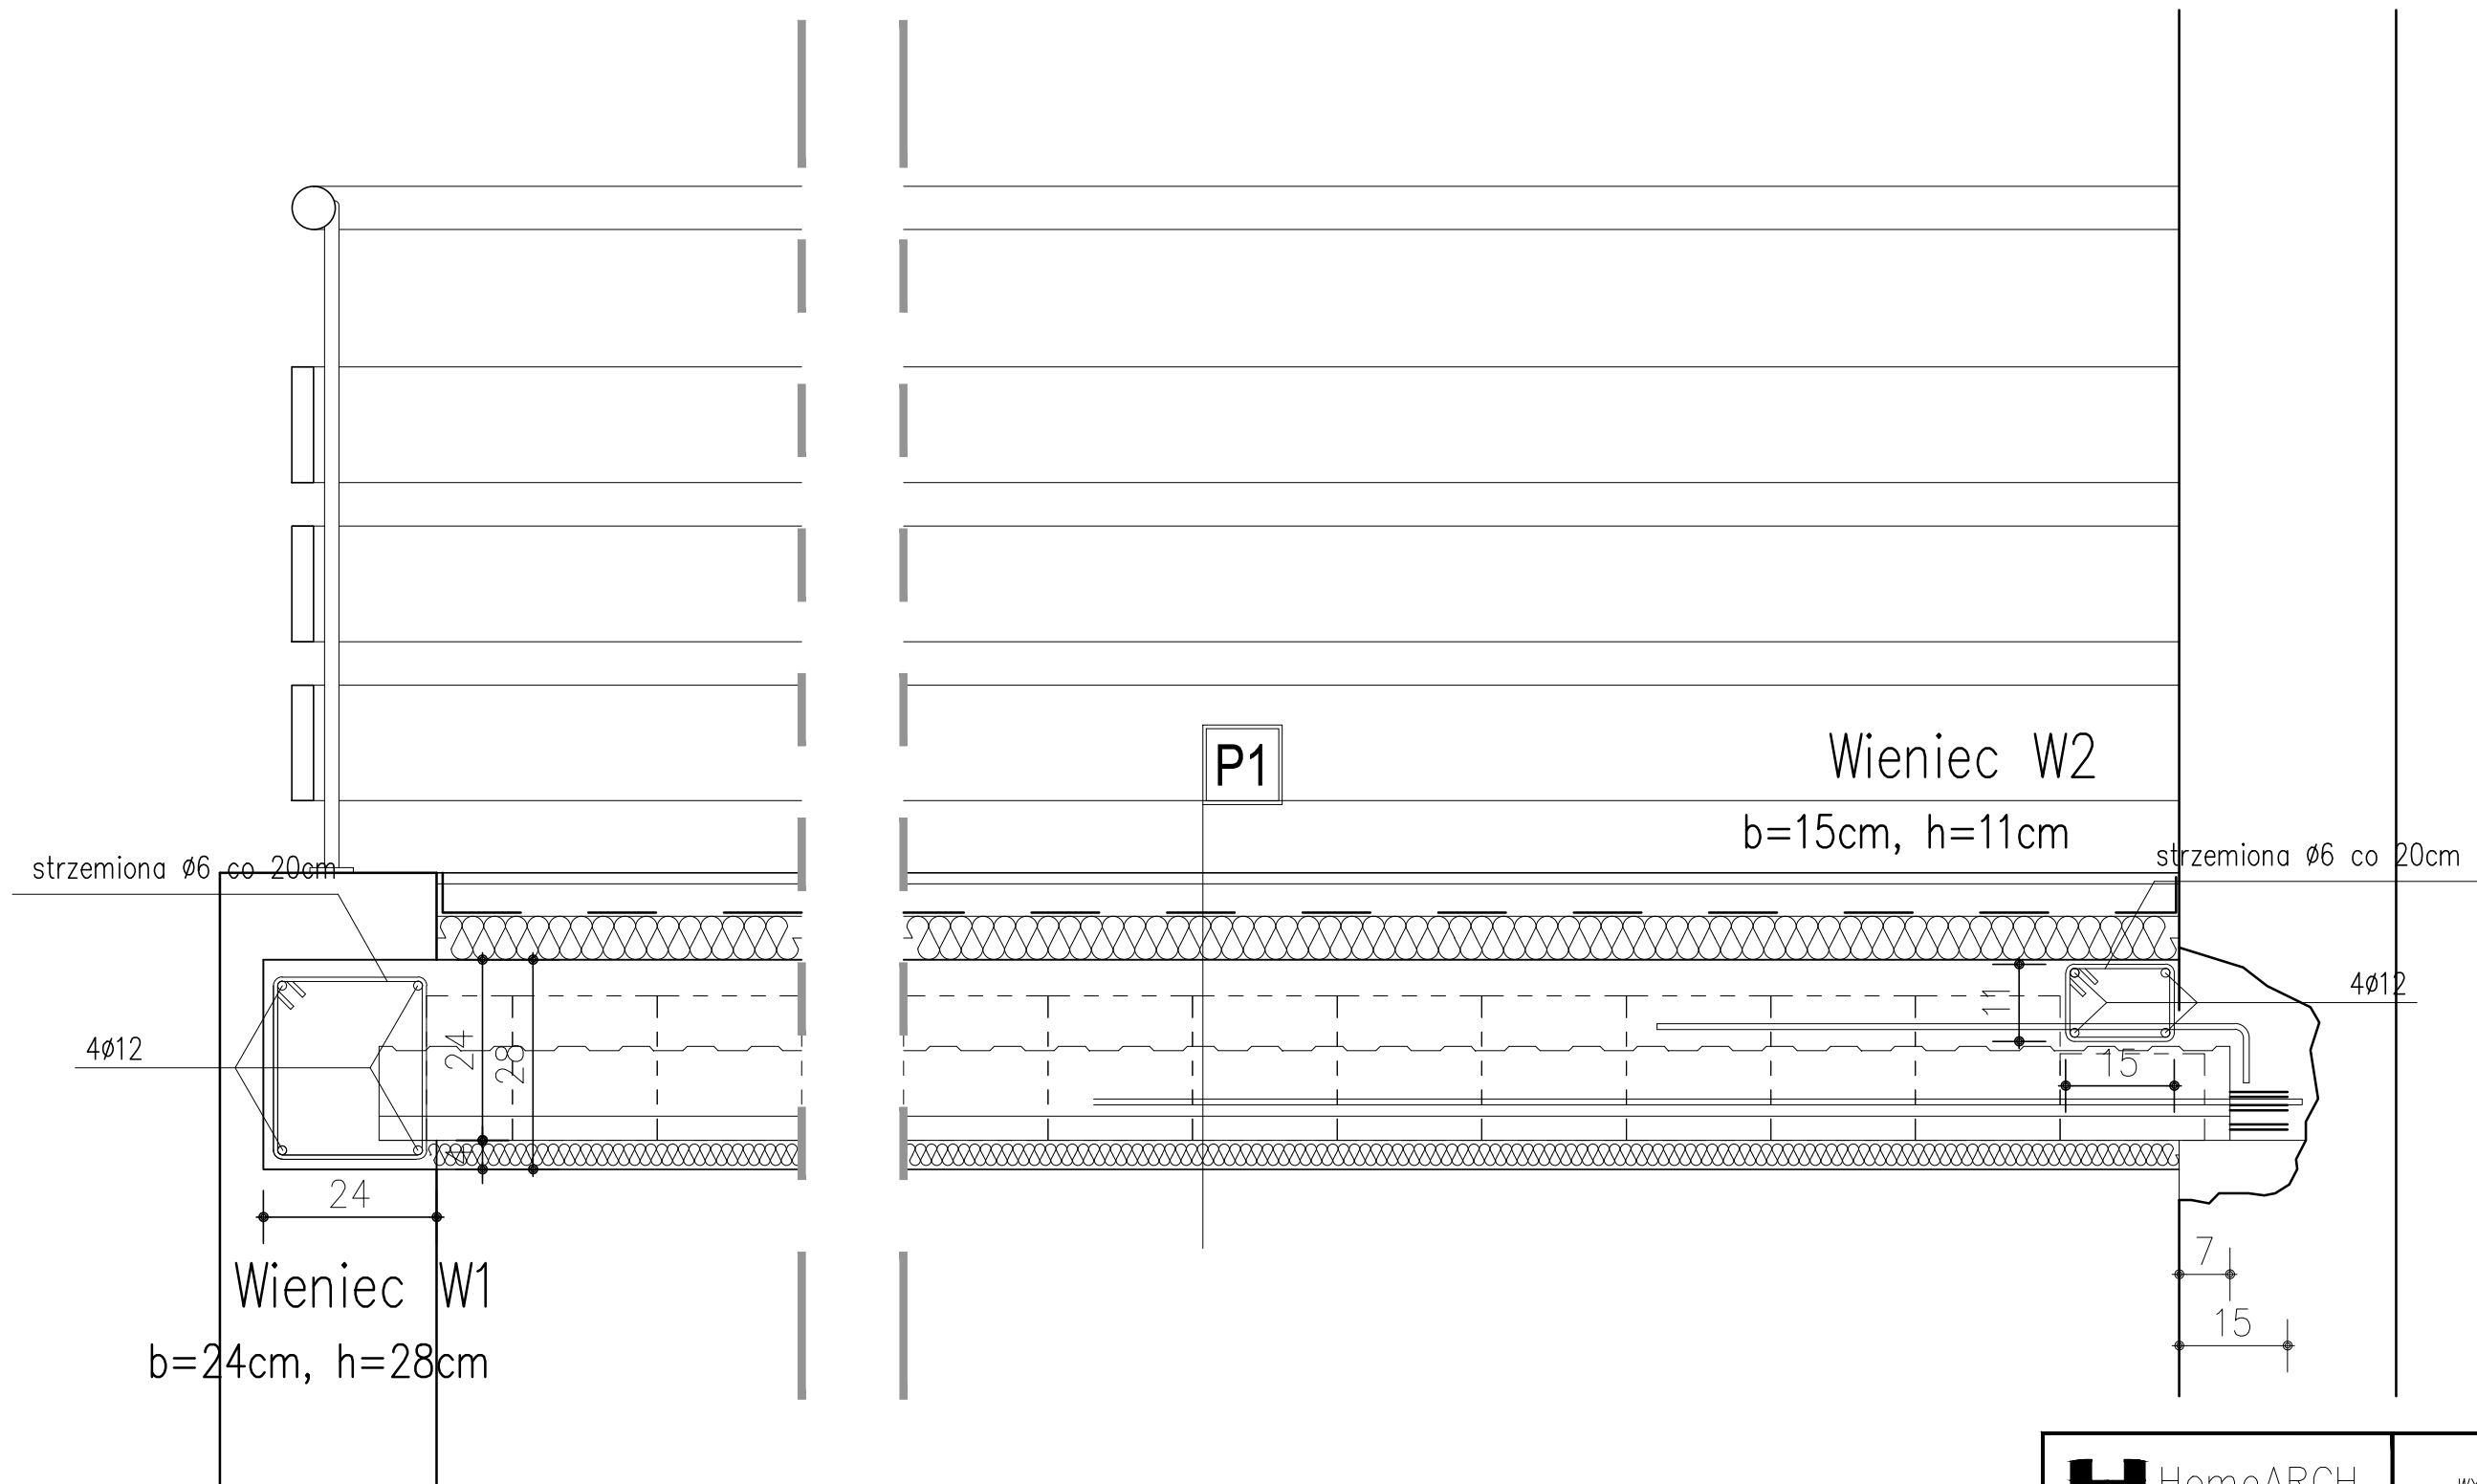 P1
Wieniec W2
b=15cm, h=11cm
strzemiona ø6 co 20cm
strzemiona ø6 co 20cm
4ø12
11
4ø12
24
28
15
4
24
7
Wieniec W1
15
b=24cm, h=28cm
HomeARCH